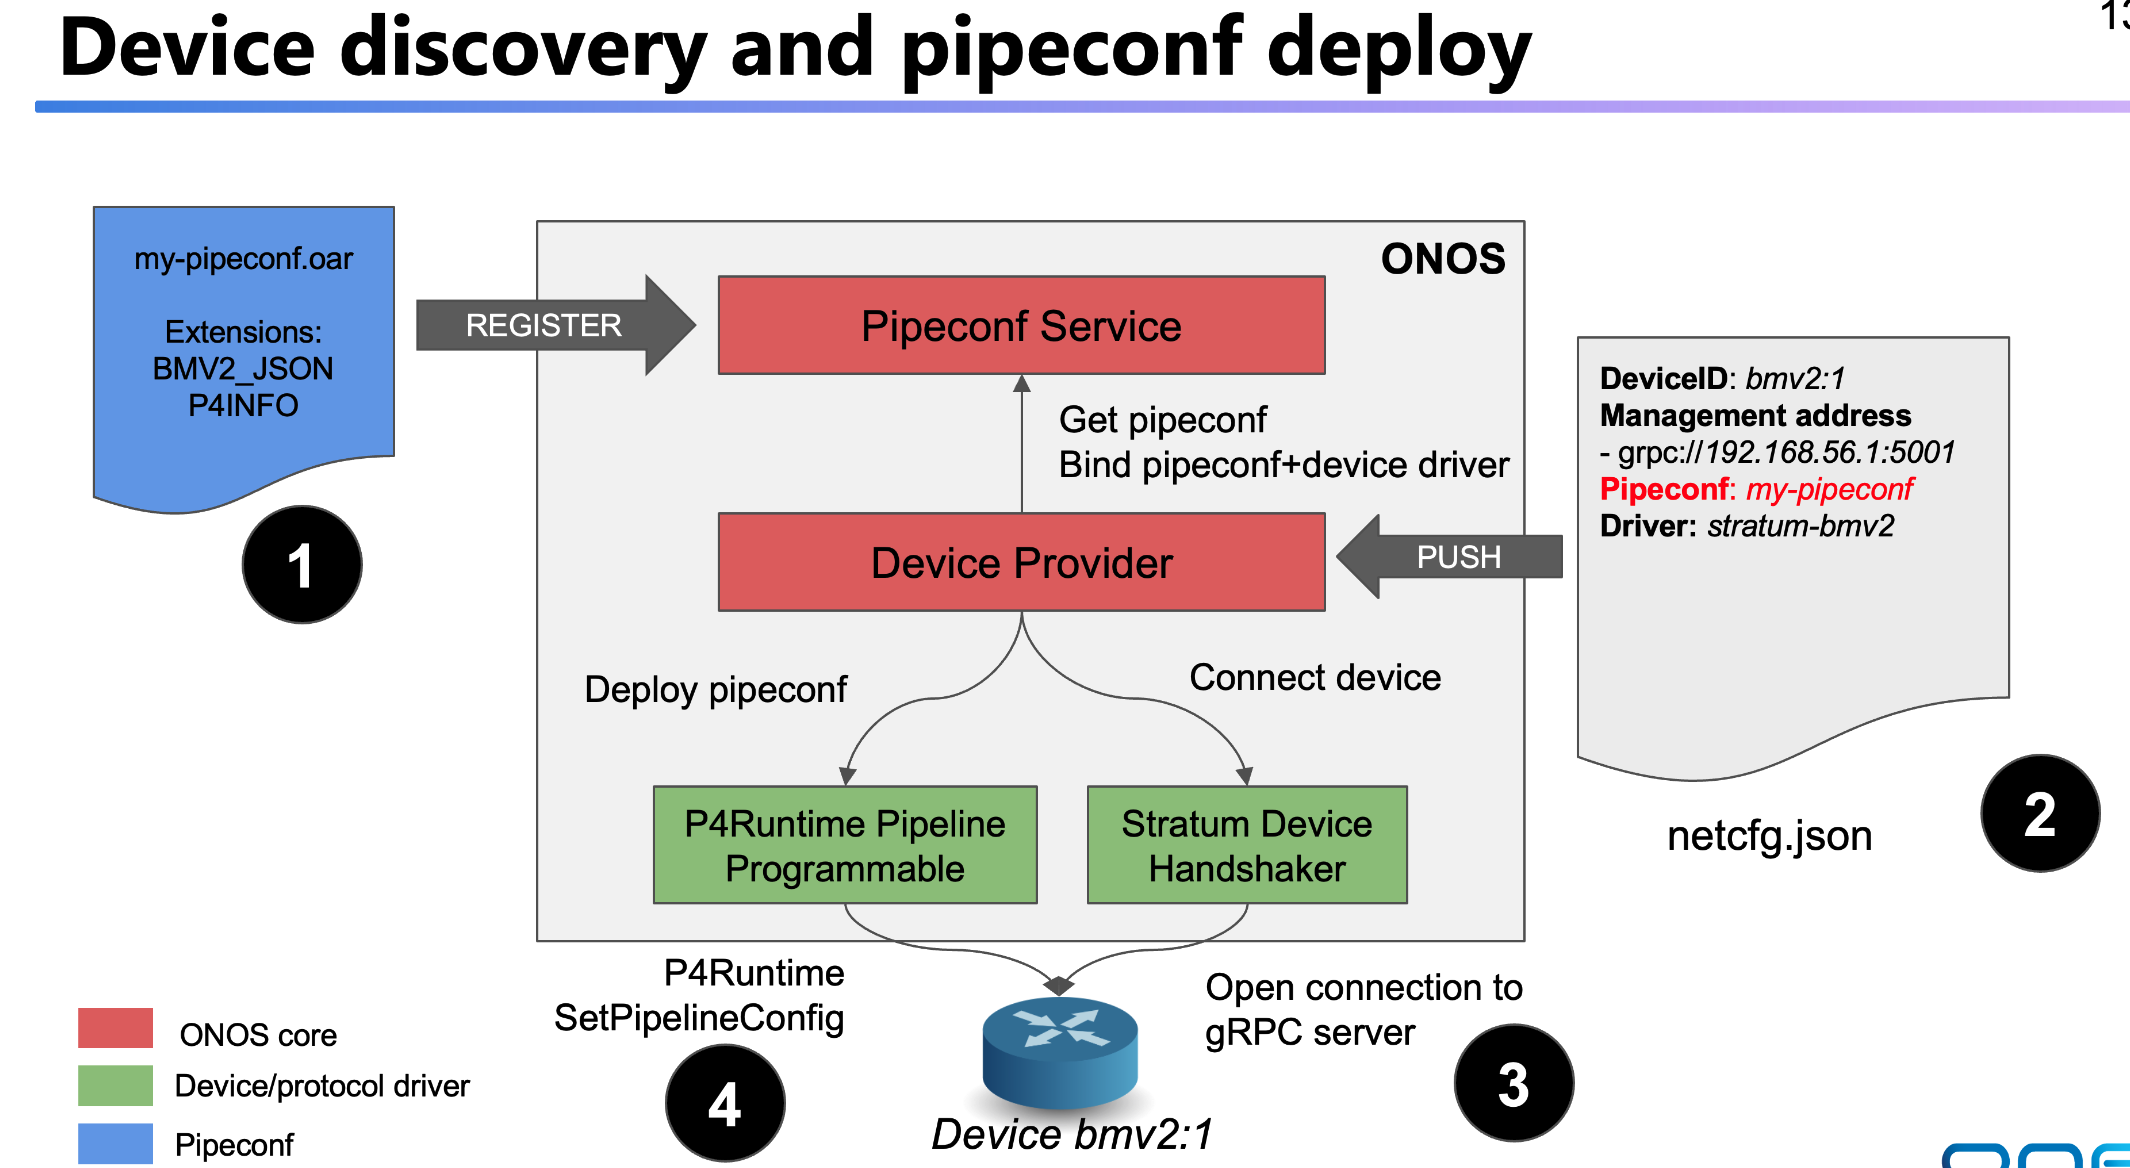 Device discovery and pipeconf deploy
my-pipeconf.oar
Extensions:
BMV2_JSON
P4INFO
1
REGISTER
ONOS
Pipeconf Service
Get pipeconf
Bind pipeconf+device driver
Device Provider
PUSH
DeviceID: bmv2:1
Management address
- grpc://192.168.56.1:5001
Pipeconf: my-pipeconf
Driver: stratum-bmv2
netcfg.json
2
Deploy pipeconf
Connect device
P4Runtime Pipeline
Programmable
Stratum Device
Handshaker
P4Runtime
SetPipelineConfig
4
Open connection to
gRPC server
3
Device bmv2:1
ONOS core
Device/protocol driver
Pipeconf